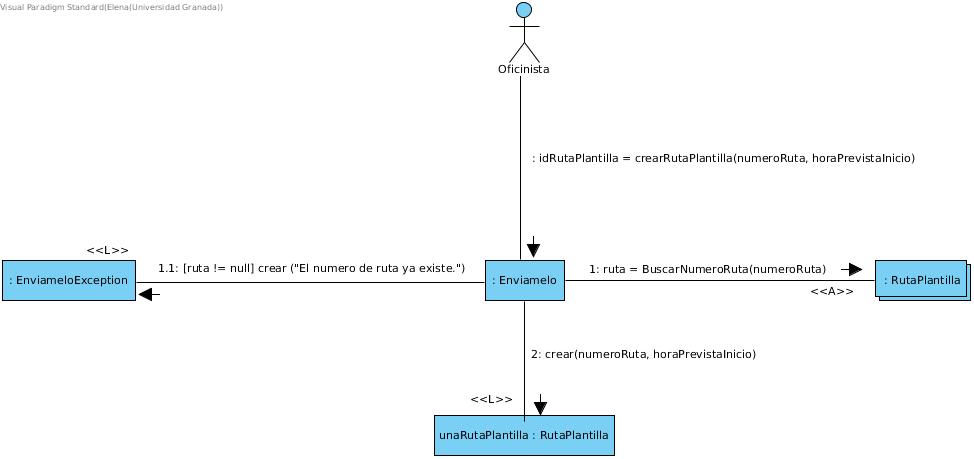 Visual Paradigm Standard(Elena(Universidad Granada))
Oficinista
: idRutaPlantilla = crearRutaPlantilla(numeroRuta, horaPrevistaInicio)
<<L>>
1.1: [ruta != null] crear ("El numero de ruta ya existe.")
1: ruta = BuscarNumeroRuta(numeroRuta)
: EnviameloException
: Enviamelo
: RutaPlantilla
<<A>>
2: crear(numeroRuta, horaPrevistaInicio)
<<L>>
unaRutaPlantilla : RutaPlantilla